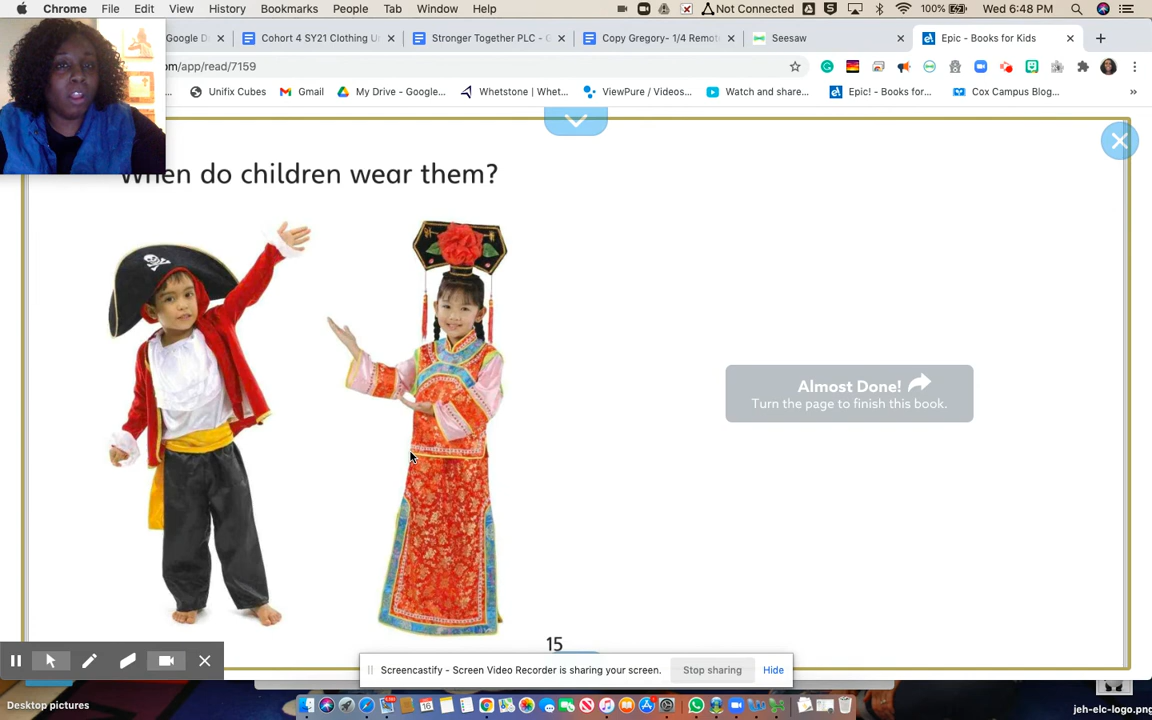 Chrome File Edit View History Bookmarks People Tab Window Help Not Connected 100% Wed 6:48 PM
Google D Cohort 4 SY21 Clothing U Stronger Together PLC - G Copy Gregory- 1/4 Remot Seesaw Epic - Books for Kids
om/app/read/7159
Unifix Cubes Gmail My Drive - Google... Whetstone | Whet... ViewPure / Videos... Watch and share... Epic! - Books for... Cox Campus Blog... »
When do children wear them?
Almost Done!
Turn the page to finish this book.
15
Screencastify - Screen Video Recorder is sharing your screen. Stop sharing Hide
Desktop pictures
jeh-elc-logo.png